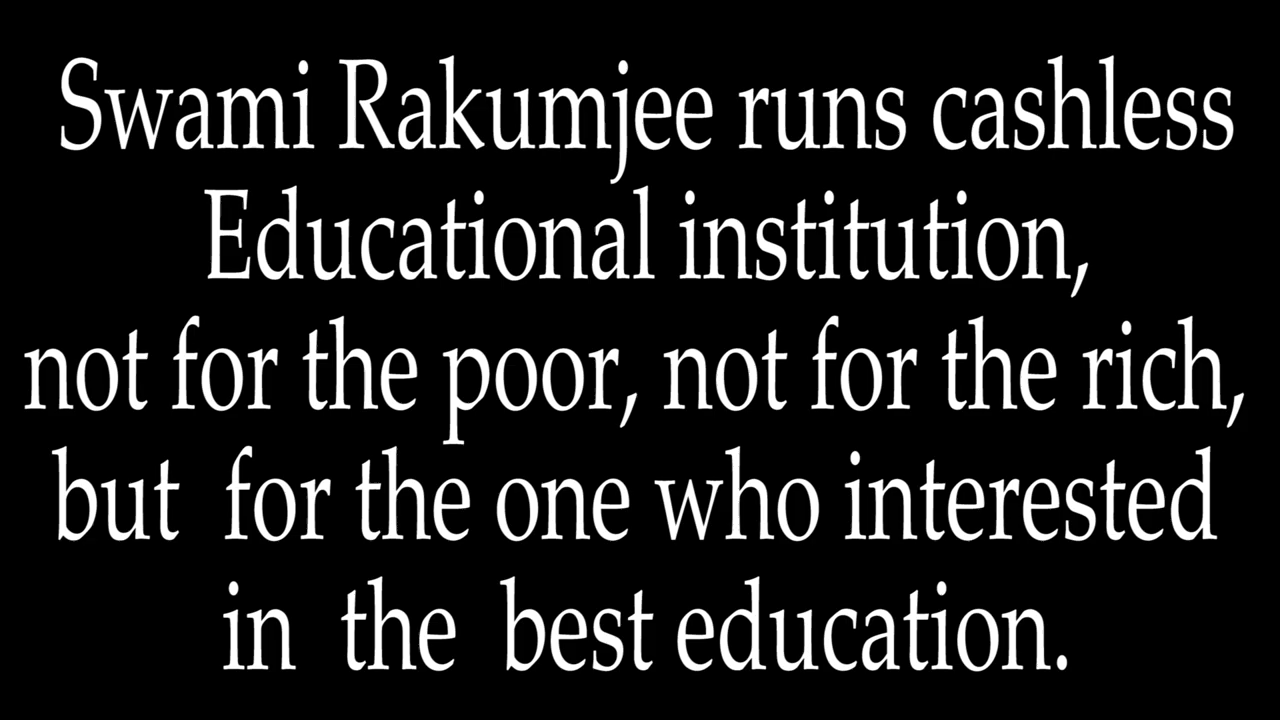 Swami Rakumjee runs cashless
Educational institution,
not for the poor, not for the rich,
but for the one who interested
in the best education.